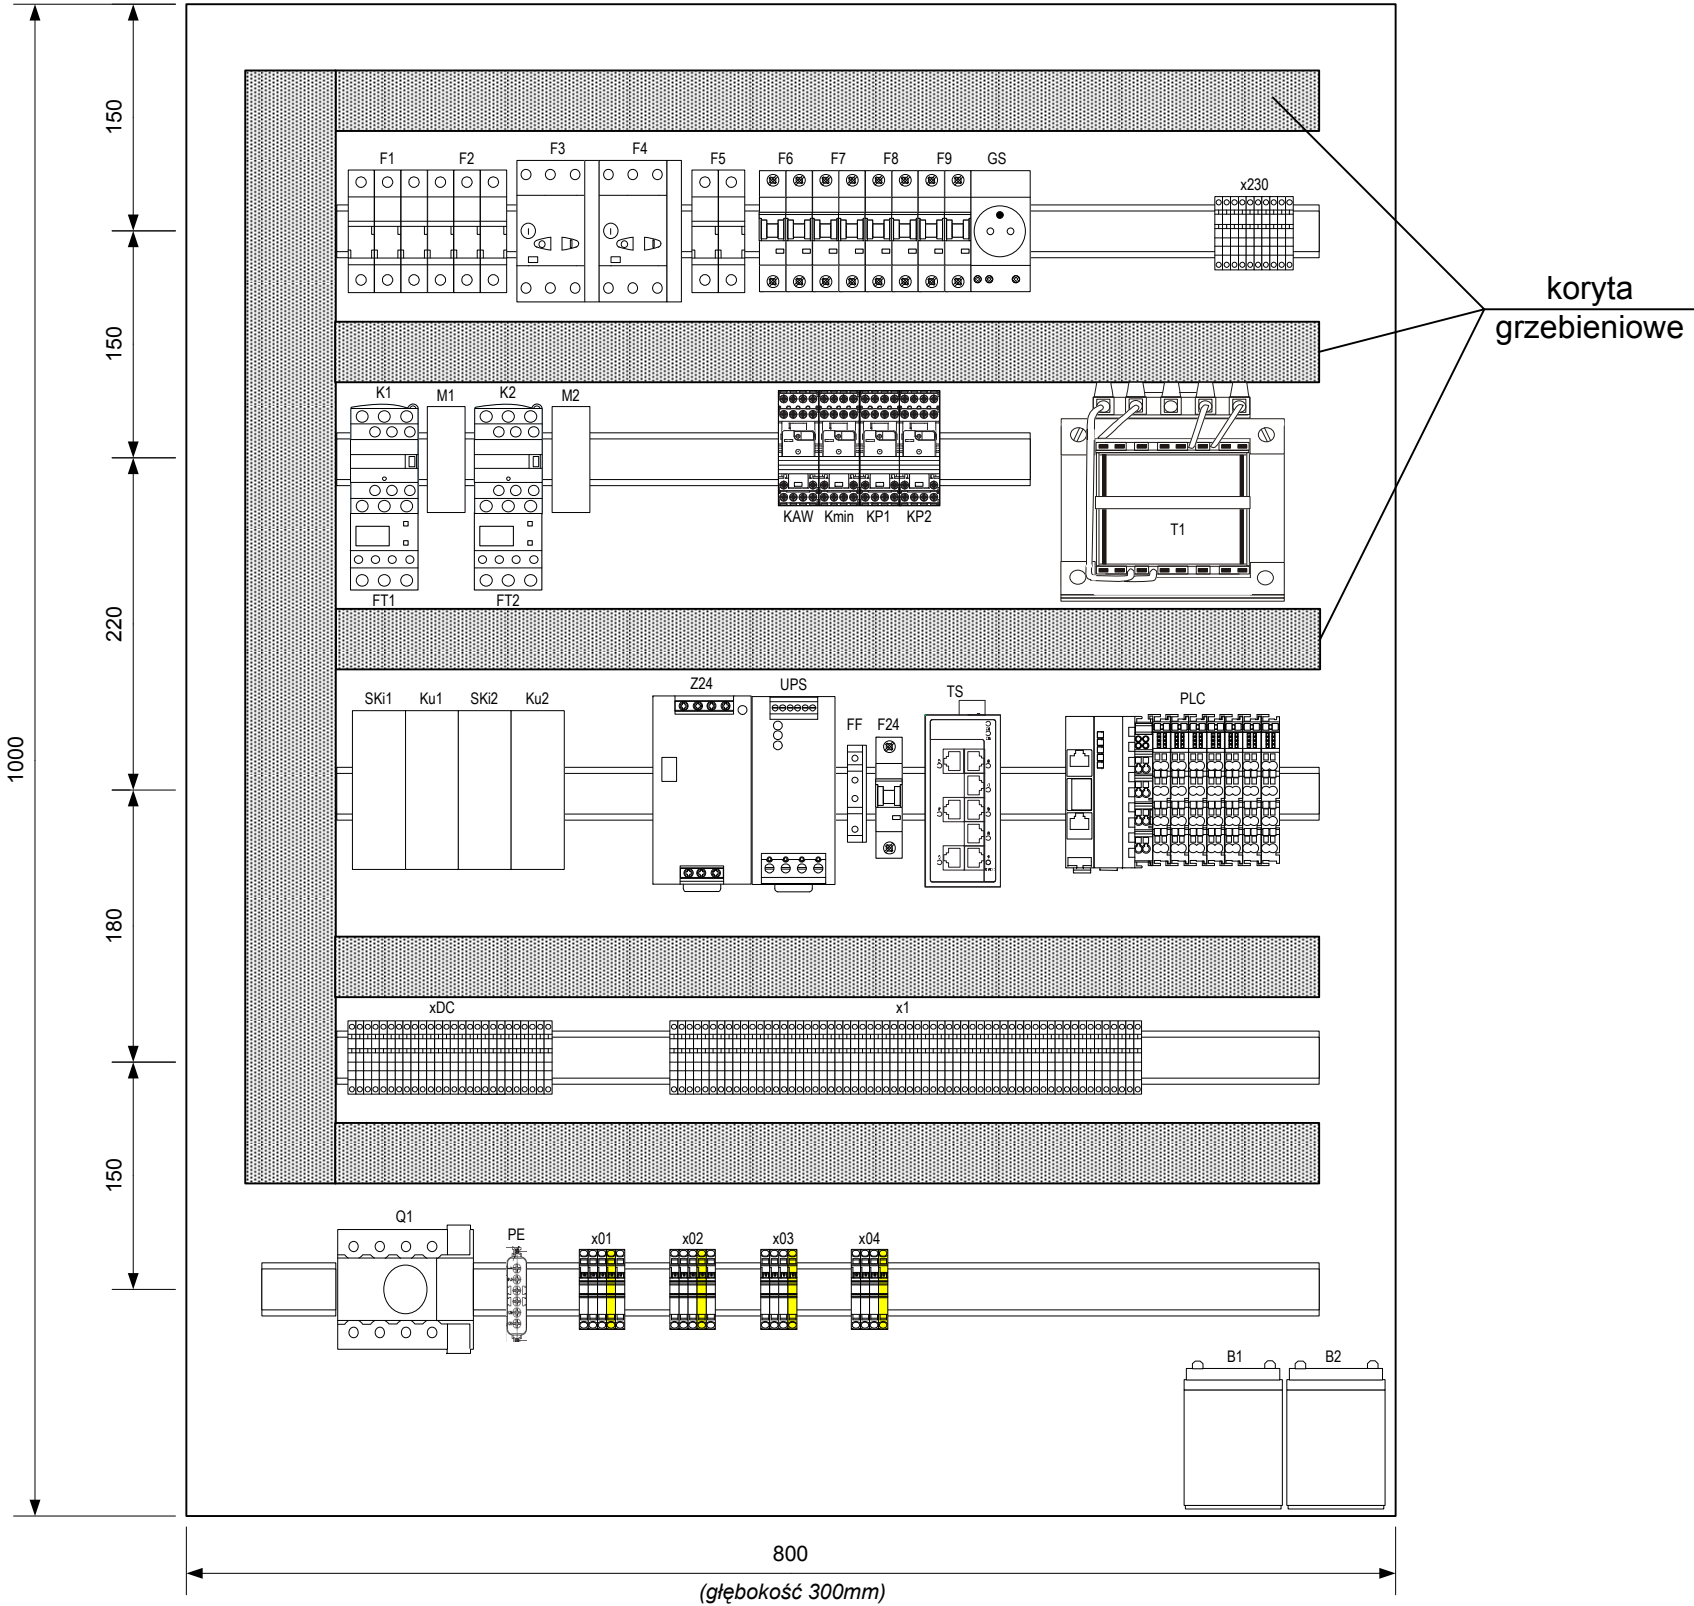 F1 F2 F3 F4 F5 F6 F7 F8 F9 GS
x230
150
koryta
grzebieniowe
150
K1 M1 K2 M2
KAW Kmin KP1 KP2
T1
FT1 FT2
220
SKi1 Ku1 SKi2 Ku2 Z24 UPS FF F24 TS PLC
1000
180
xDC x1
150
Q1 PE x01 x02 x03 x04
B1 B2
800
(głębokość 300mm)